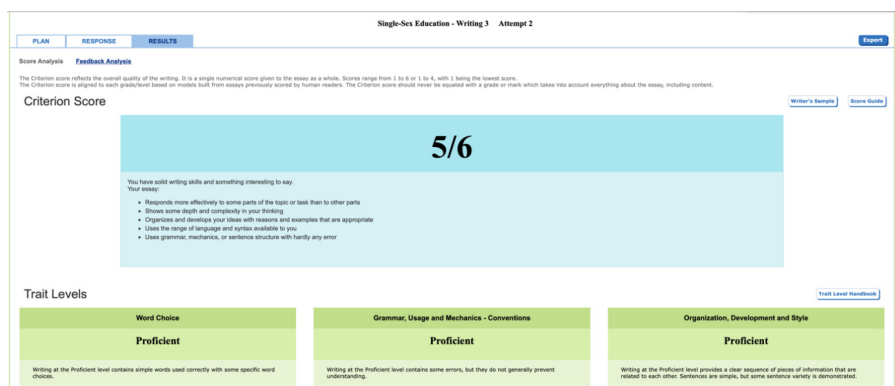 Single-Sex Education - Writing 3 Attempt 2
PLAN RESPONSE RESULTS
Export
Score Analysis Feedback Analysis
The Criterion score reflects the overall quality of the writing. It is a single numerical score given to the essay as a whole. Scores range from 1 to 6 or 1 to 4, with 1 being the lowest score.
The Criterion score is aligned to each grade/level based on models built from essays previously scored by human readers. The Criterion score should never be equated with a grade or mark which takes into account everything about the essay, including content.
Criterion Score
Writer's Sample Score Guide
5/6
You have solid writing skills and something interesting to say.
Your essay:
• Responds more effectively to some parts of the topic or task than to other parts
• Shows some depth and complexity in your thinking
• Organizes and develops your ideas with reasons and examples that are appropriate
• Uses the range of language and syntax available to you
• Uses grammar, mechanics, or sentence structure with hardly any error
Trait Levels
Trait Level Handbook
Word Choice
Proficient
Writing at the Proficient level contains simple words used correctly with some specific word
choices.
Grammar, Usage and Mechanics - Conventions
Proficient
Writing at the Proficient level contains some errors, but they do not generally prevent
understanding.
Organization, Development and Style
Proficient
Writing at the Proficient level provides a clear sequence of pieces of information that are
related to each other. Sentences are simple, but some sentence variety is demonstrated.